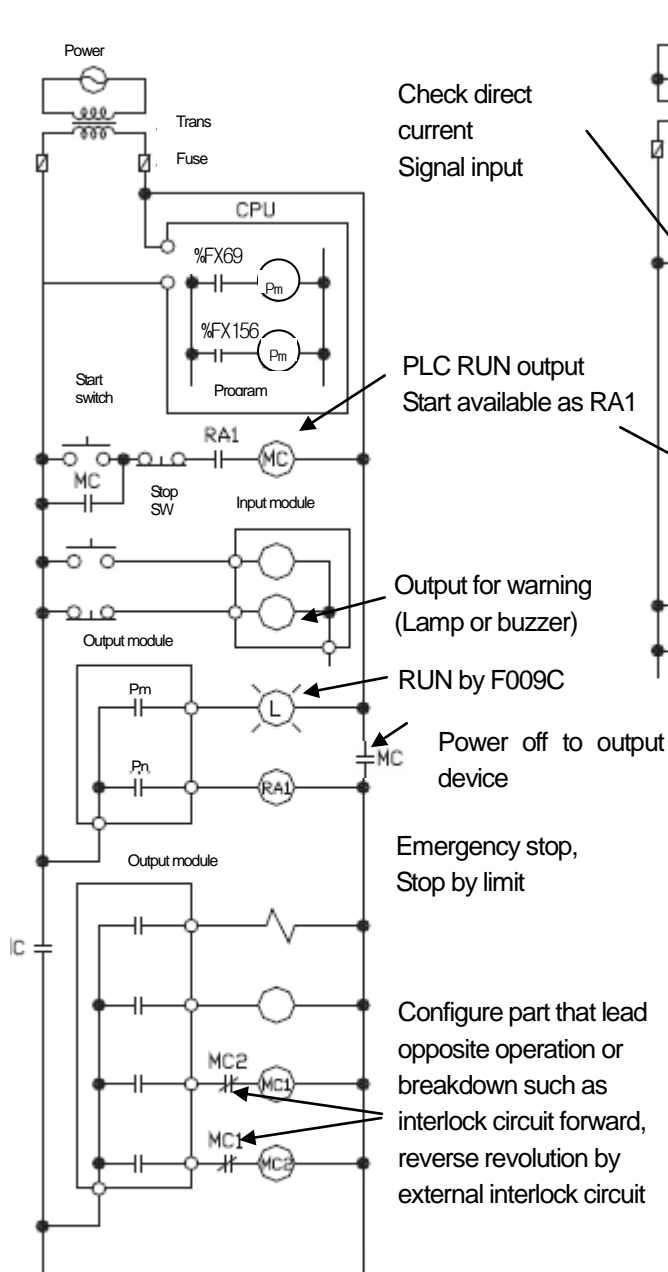 Power
Trans
Fuse
CPU
%FX69
Pm
%FX156
Pm
Program
Start
switch
RA1
MC
MC
Stop
SW
Input module
Output module
Pm
L
MC
Pn
RA1
Output module
MC2
MC1
MC1
MC2
Check direct
current
Signal input
PLC RUN output
Start available as RA1
Output for warning
(Lamp or buzzer)
RUN by F009C
Power off to output
device
Emergency stop,
Stop by limit
Configure part that lead
opposite operation or
breakdown such as
interlock circuit forward,
reverse revolution by
external interlock circuit